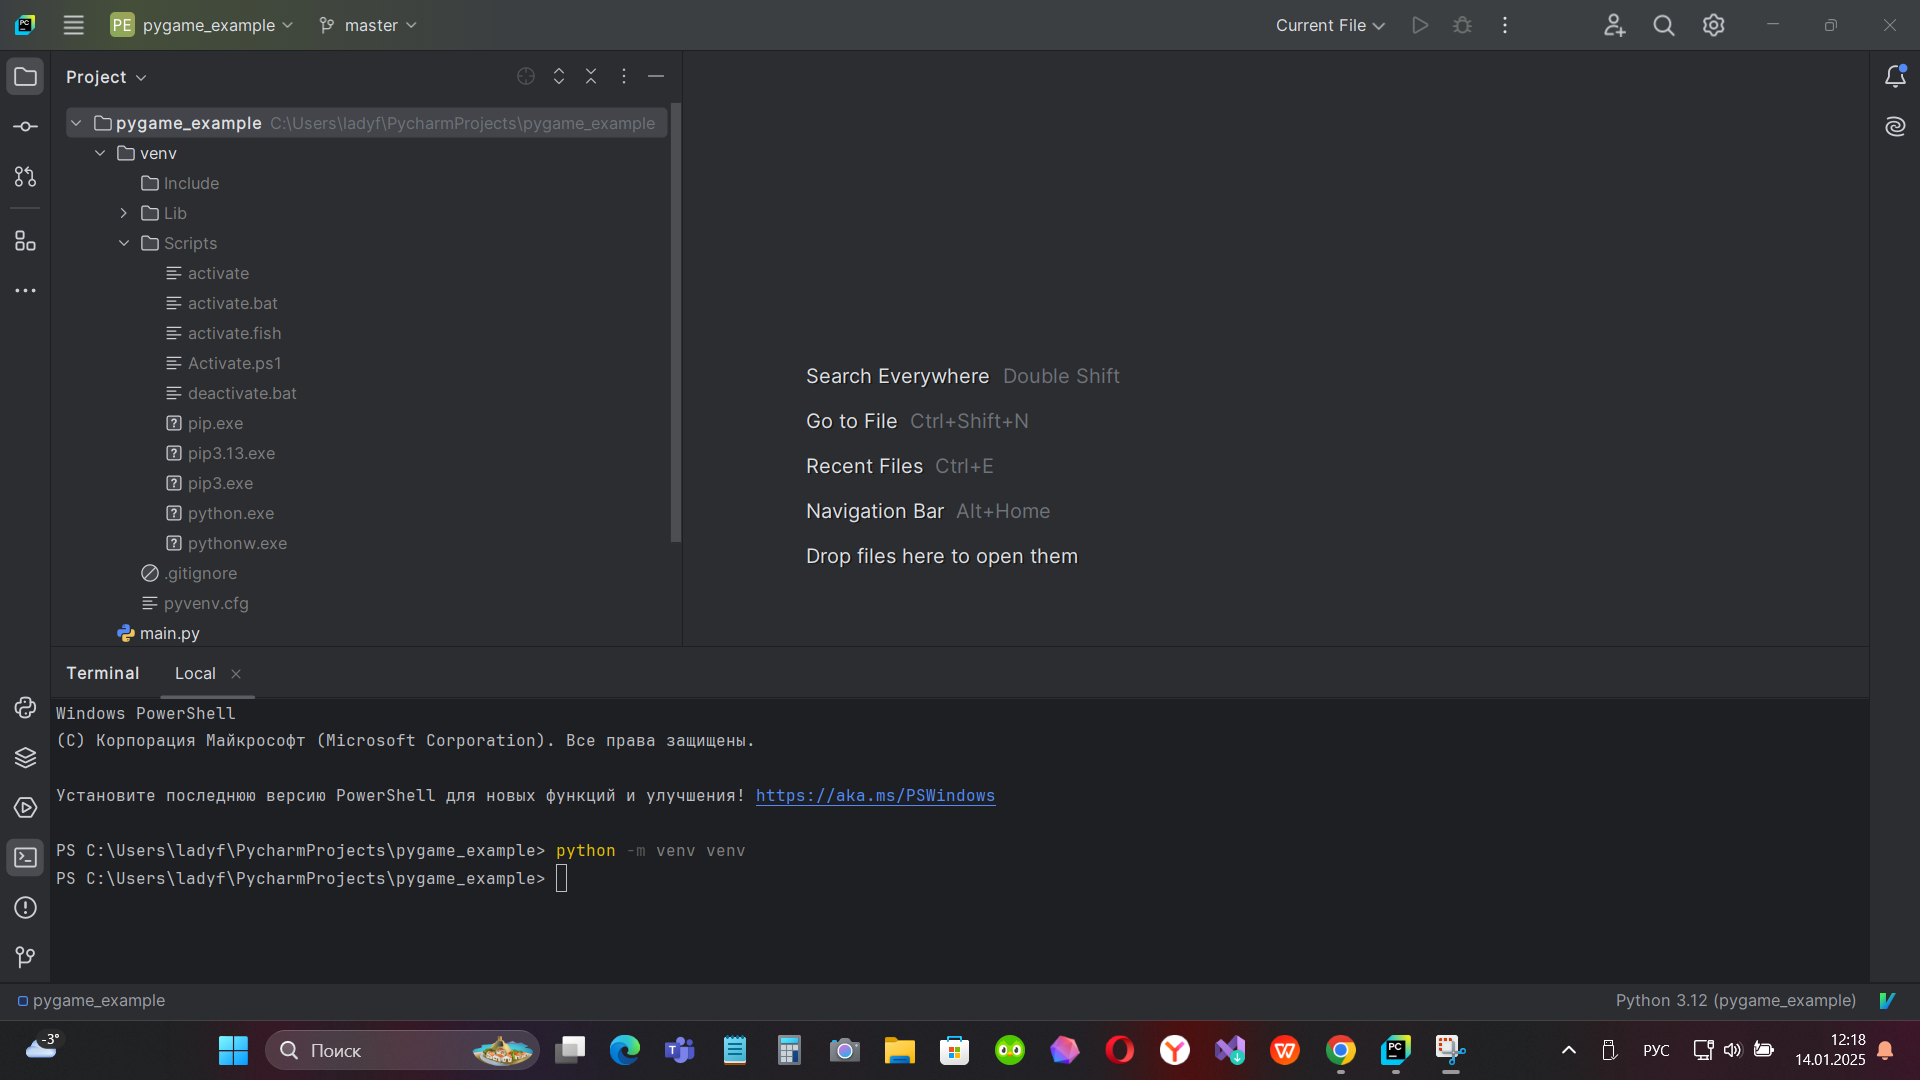 PE pygame_example master Current File
Project
pygame_example C:\Users\ladyf\PycharmProjects\pygame_example
venv
Include
Lib
Scripts
activate
activate.bat
activate.fish
Activate.ps1
deactivate.bat
pip.exe
pip3.13.exe
pip3.exe
python.exe
pythonw.exe
.gitignore
pyvenv.cfg
main.py
Search Everywhere Double Shift
Go to File Ctrl+Shift+N
Recent Files Ctrl+E
Navigation Bar Alt+Home
Drop files here to open them
Terminal Local
Windows PowerShell
(C) Корпорация Майкрософт (Microsoft Corporation). Все права защищены.
Установите последнюю версию PowerShell для новых функций и улучшения! https://aka.ms/PSWindows
PS C:\Users\ladyf\PycharmProjects\pygame_example> python -m venv venv
PS C:\Users\ladyf\PycharmProjects\pygame_example>
pygame_example Python 3.12 (pygame_example)
-3°
Поиск
РУС
12:18
14.01.2025